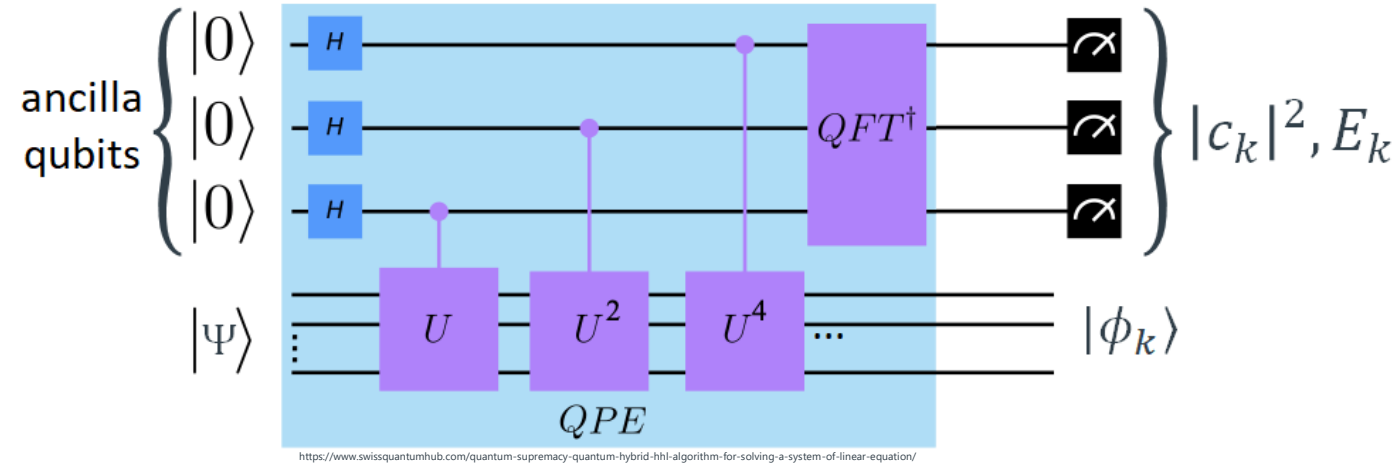 |0⟩ H
ancilla
qubits
|0⟩ H QFT† |c_k|², E_k
|0⟩ H
|Ψ⟩ U U² U⁴ ... |ϕ_k⟩
QPE
https://www.swissquantumhub.com/quantum-supremacy-quantum-hybrid-hhl-algorithm-for-solving-a-system-of-linear-equation/